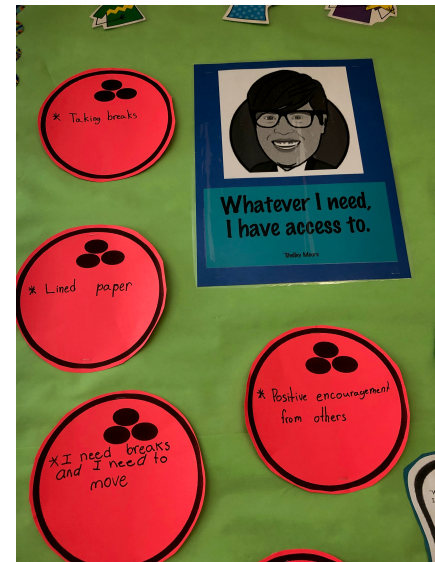 * Taking breaks
Whatever I need,
I have access to.
Shelley Moore
* Lined paper
* Positive encouragement
from others
* I need breaks
and I need to
move